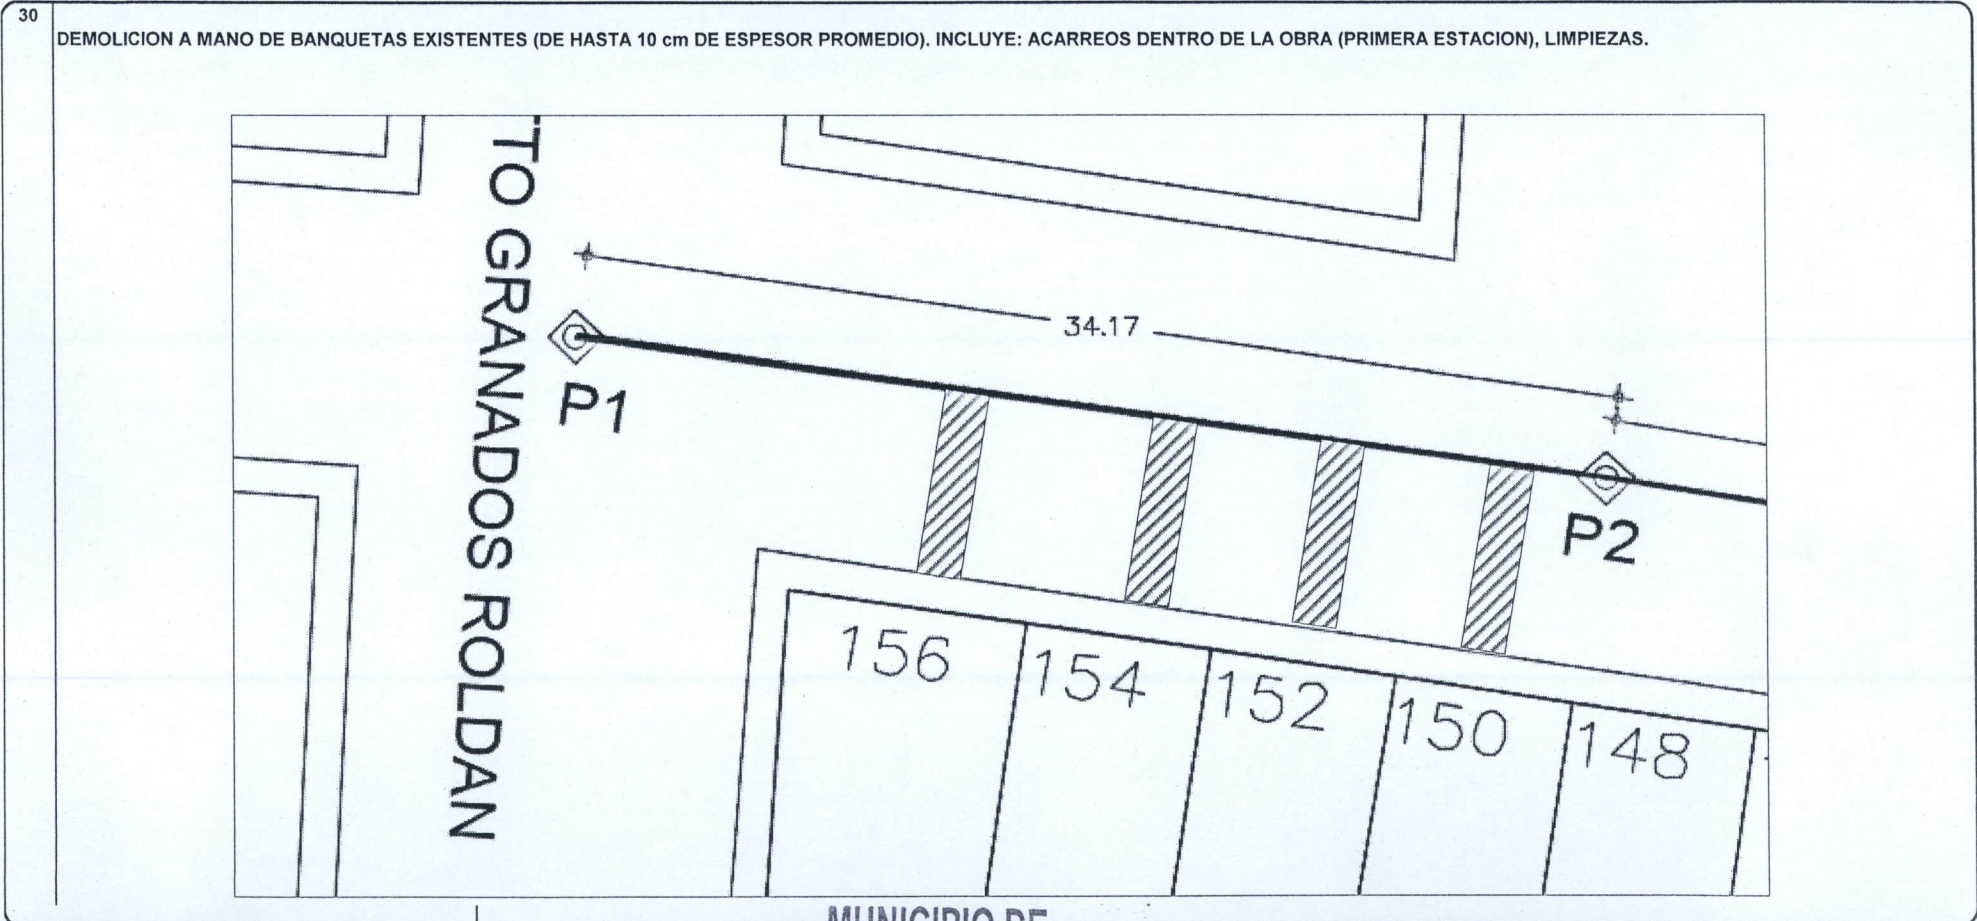 30
DEMOLICION A MANO DE BANQUETAS EXISTENTES (DE HASTA 10 cm DE ESPESOR PROMEDIO). INCLUYE: ACARREOS DENTRO DE LA OBRA (PRIMERA ESTACION), LIMPIEZAS.
TO GRANADOS ROLDAN
34.17
P1
P2
156
154
152
150
148
MUNICIPIO DE